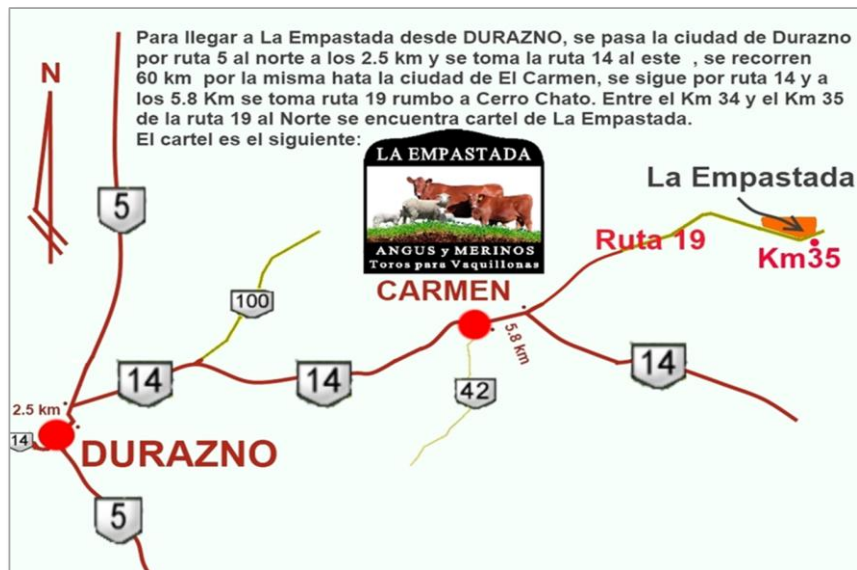 Para llegar a La Empastada desde DURAZNO, se pasa la ciudad de Durazno
por ruta 5 al norte a los 2.5 km y se toma la ruta 14 al este , se recorren
60 km por la misma hata la ciudad de El Carmen, se sigue por ruta 14 y a
los 5.8 Km se toma ruta 19 rumbo a Cerro Chato. Entre el Km 34 y el Km 35
de la ruta 19 al Norte se encuentra cartel de La Empastada.
El cartel es el siguiente:
N
LA EMPASTADA
ANGUS y MERINOS
Toros para Vaquillonas
La Empastada
5
Ruta 19
Km35
100
CARMEN
5.8 km
14
14
14
42
2.5 km
14
DURAZNO
5